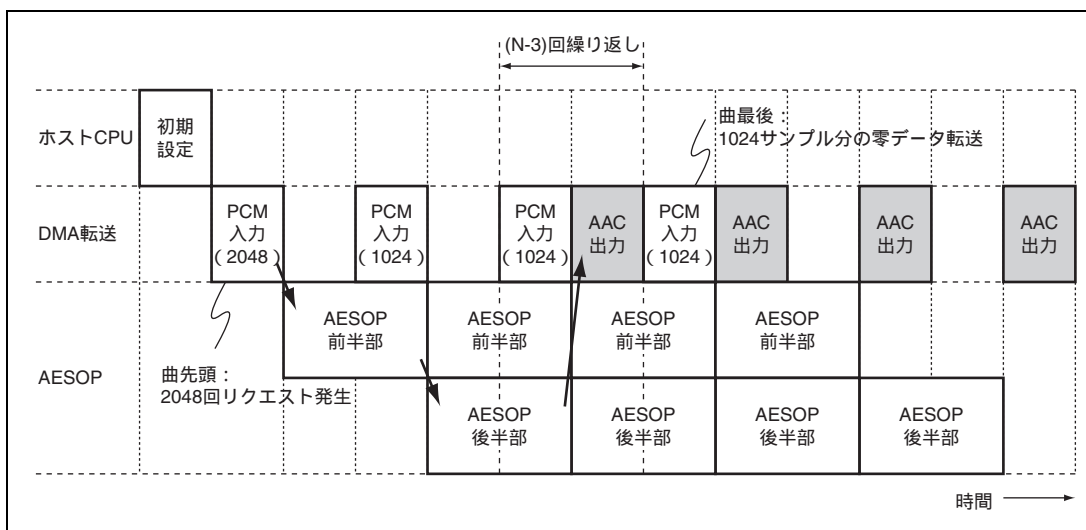 (N-3)回繰り返し
ホストCPU
初期
設定
曲最後：
1024サンプル分の零データ転送
DMA転送
PCM
入力
（2048）
PCM
入力
（1024）
PCM
入力
（1024）
AAC
出力
PCM
入力
（1024）
AAC
出力
AAC
出力
AAC
出力
AESOP
AESOP
前半部
AESOP
前半部
AESOP
前半部
AESOP
前半部
曲先頭：
2048回リクエスト発生
AESOP
後半部
AESOP
後半部
AESOP
後半部
AESOP
後半部
時間